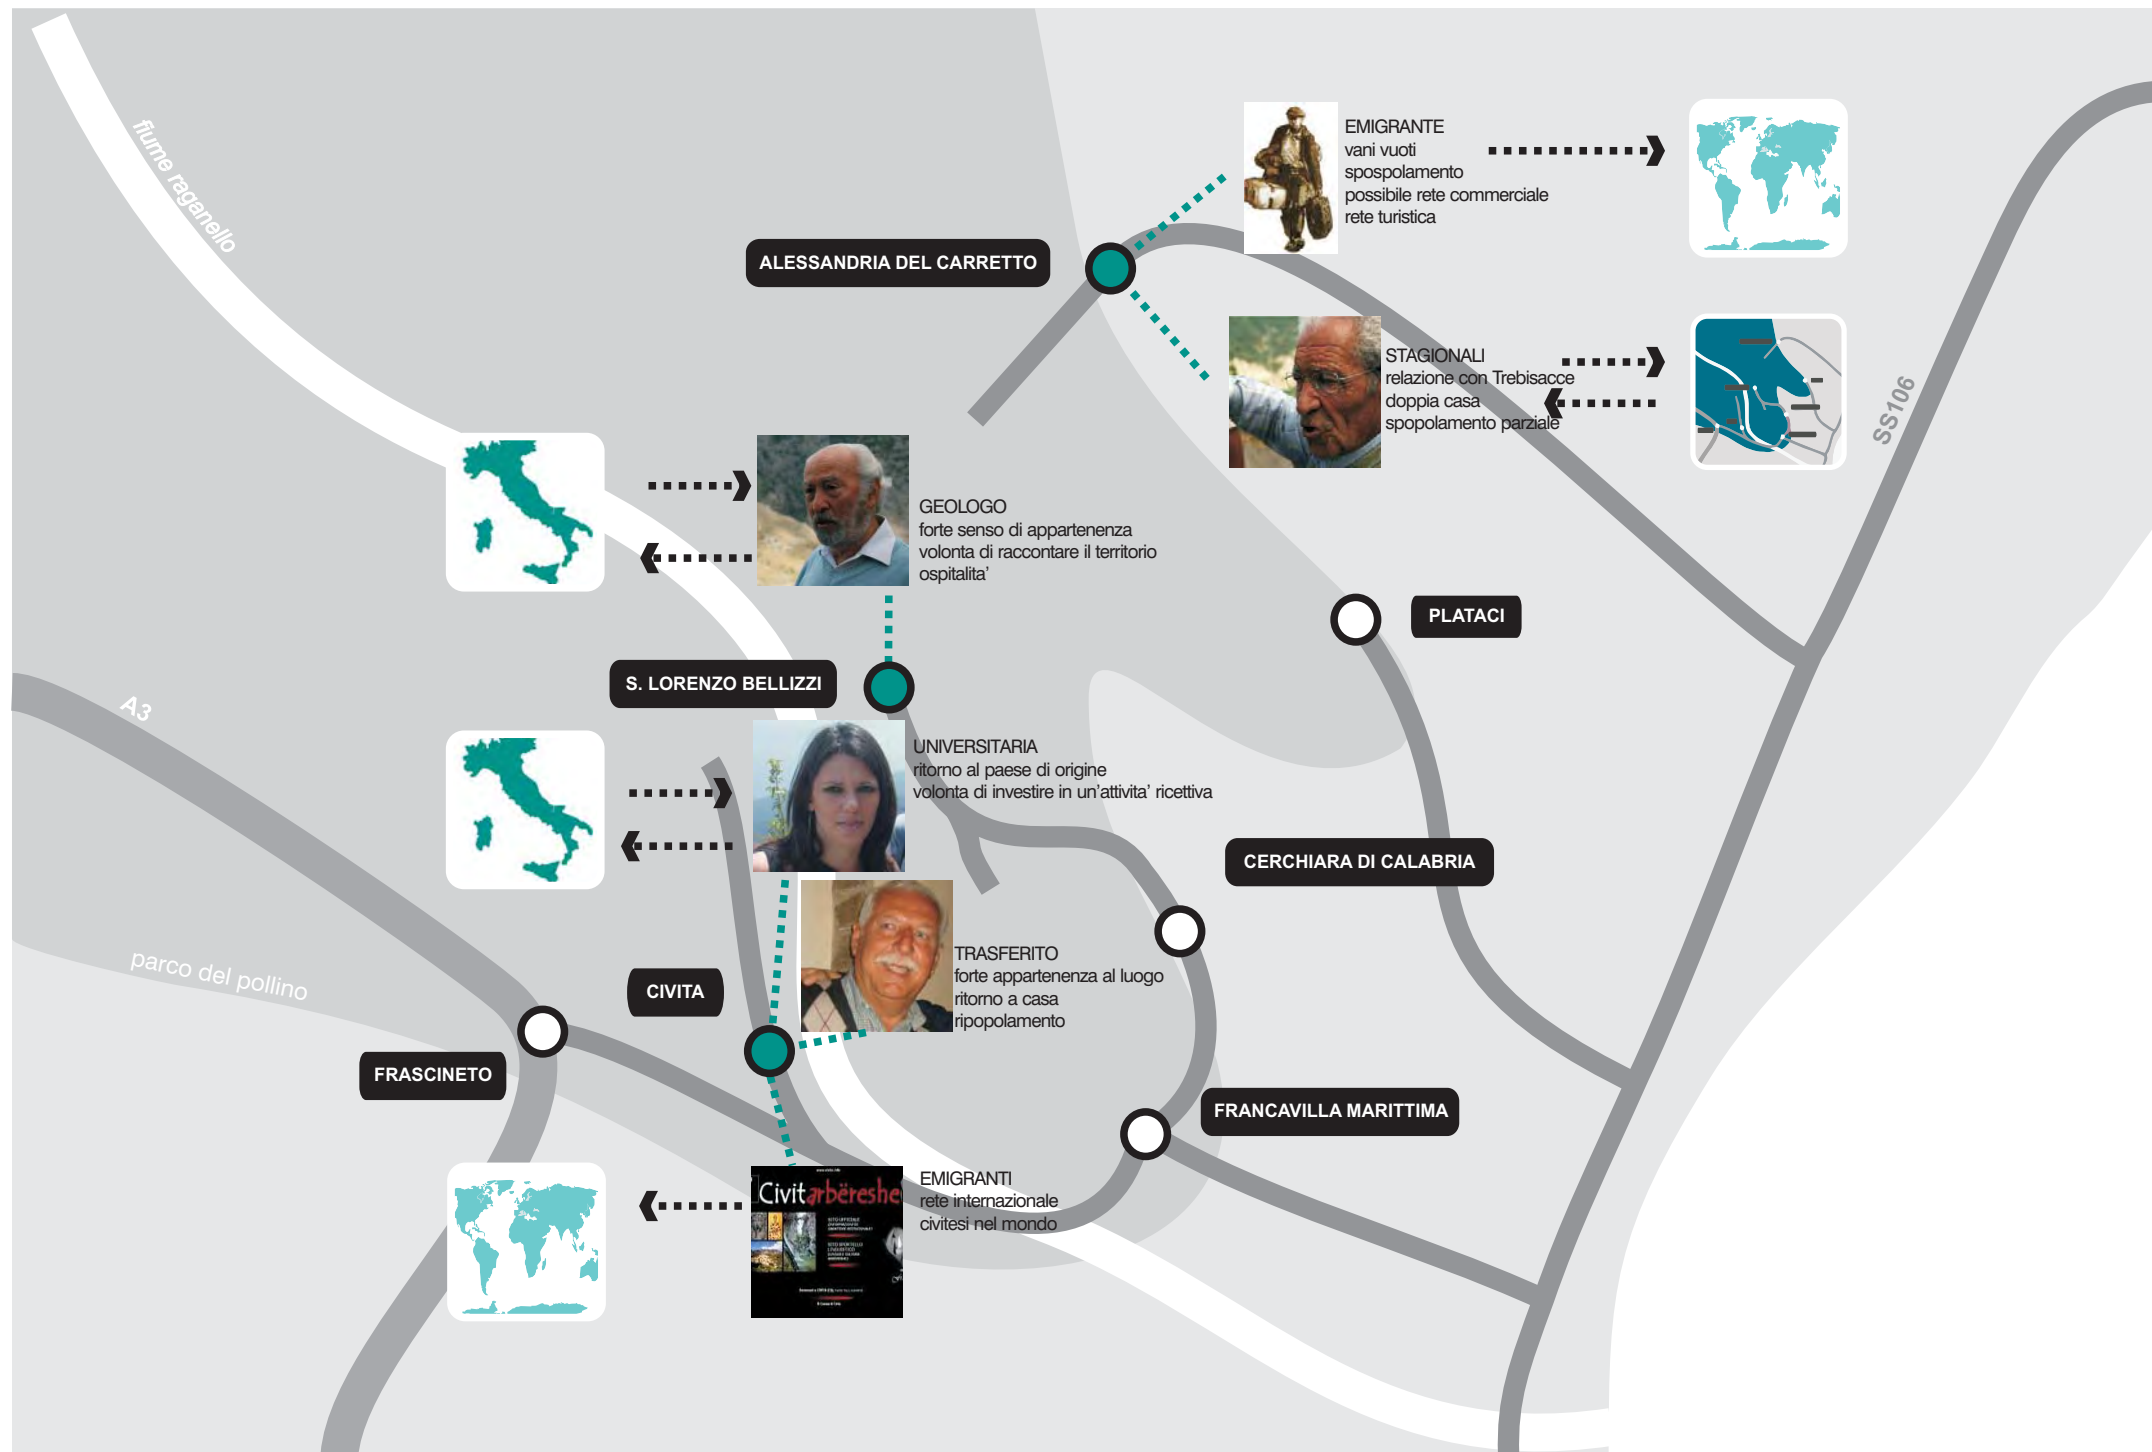 fiume raganello
EMIGRANTE
vani vuoti
spospolamento
possibile rete commerciale
rete turistica
ALESSANDRIA DEL CARRETTO
STAGIONALI
relazione con Trebisacce
doppia casa
spopolamento parziale
SS106
GEOLOGO
forte senso di appartenenza
volonta di raccontare il territorio
ospitalita’
PLATACI
S. LORENZO BELLIZZI
A3
UNIVERSITARIA
ritorno al paese di origine
volonta di investire in un’attivita’ ricettiva
CERCHIARA DI CALABRIA
TRASFERITO
forte appartenenza al luogo
ritorno a casa
ripopolamento
parco del pollino
CIVITA
FRASCINETO
FRANCAVILLA MARITTIMA
EMIGRANTI
rete internazionale
civitesi nel mondo
Civitarbëreshe